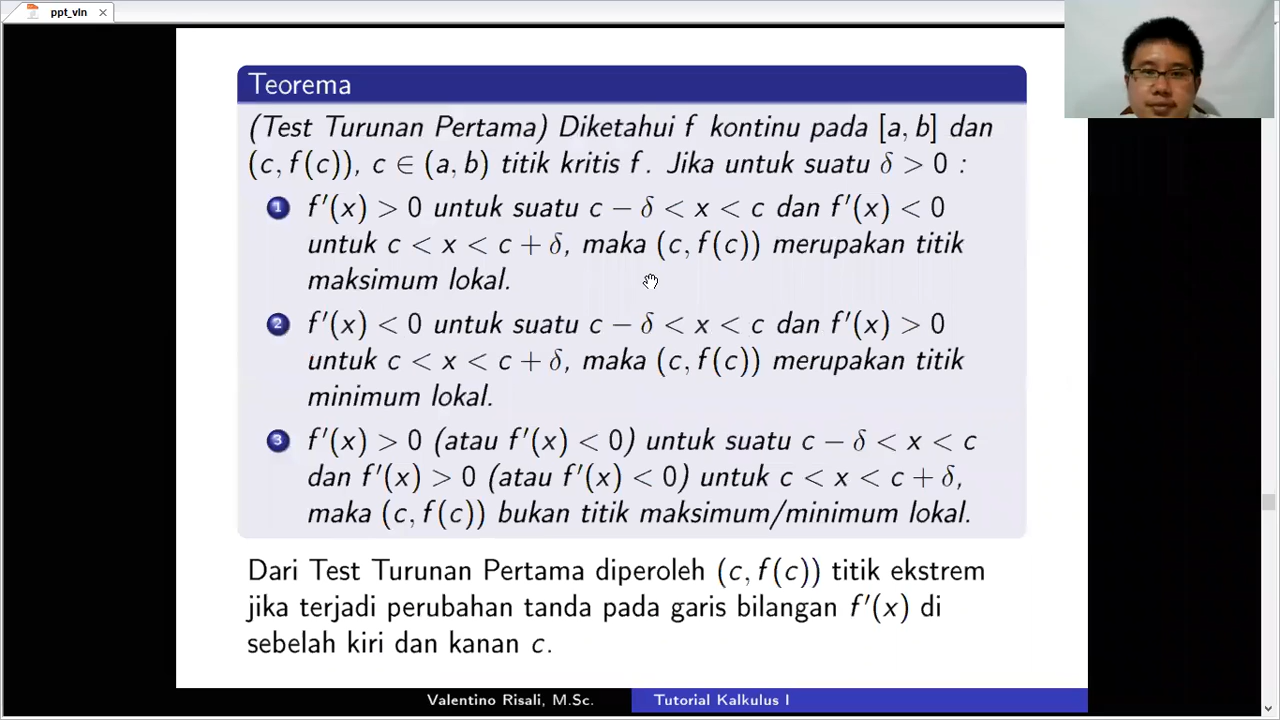 ppt_vln
Teorema
(Test Turunan Pertama) Diketahui f kontinu pada [a, b] dan
(c, f(c)), c ∈ (a, b) titik kritis f. Jika untuk suatu δ > 0 :
1 f′(x) > 0 untuk suatu c − δ < x < c dan f′(x) < 0
untuk c < x < c + δ, maka (c, f(c)) merupakan titik
maksimum lokal.
2 f′(x) < 0 untuk suatu c − δ < x < c dan f′(x) > 0
untuk c < x < c + δ, maka (c, f(c)) merupakan titik
minimum lokal.
3 f′(x) > 0 (atau f′(x) < 0) untuk suatu c − δ < x < c
dan f′(x) > 0 (atau f′(x) < 0) untuk c < x < c + δ,
maka (c, f(c)) bukan titik maksimum/minimum lokal.
Dari Test Turunan Pertama diperoleh (c, f(c)) titik ekstrem
jika terjadi perubahan tanda pada garis bilangan f′(x) di
sebelah kiri dan kanan c.
Valentino Risali, M.Sc. Tutorial Kalkulus I